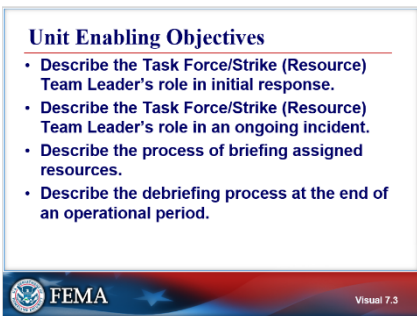 Unit Enabling Objectives
• Describe the Task Force/Strike (Resource)
Team Leader's role in initial response.
• Describe the Task Force/Strike (Resource)
Team Leader's role in an ongoing incident.
• Describe the process of briefing assigned
resources.
• Describe the debriefing process at the end of
an operational period.
FEMA
Visual 7.3